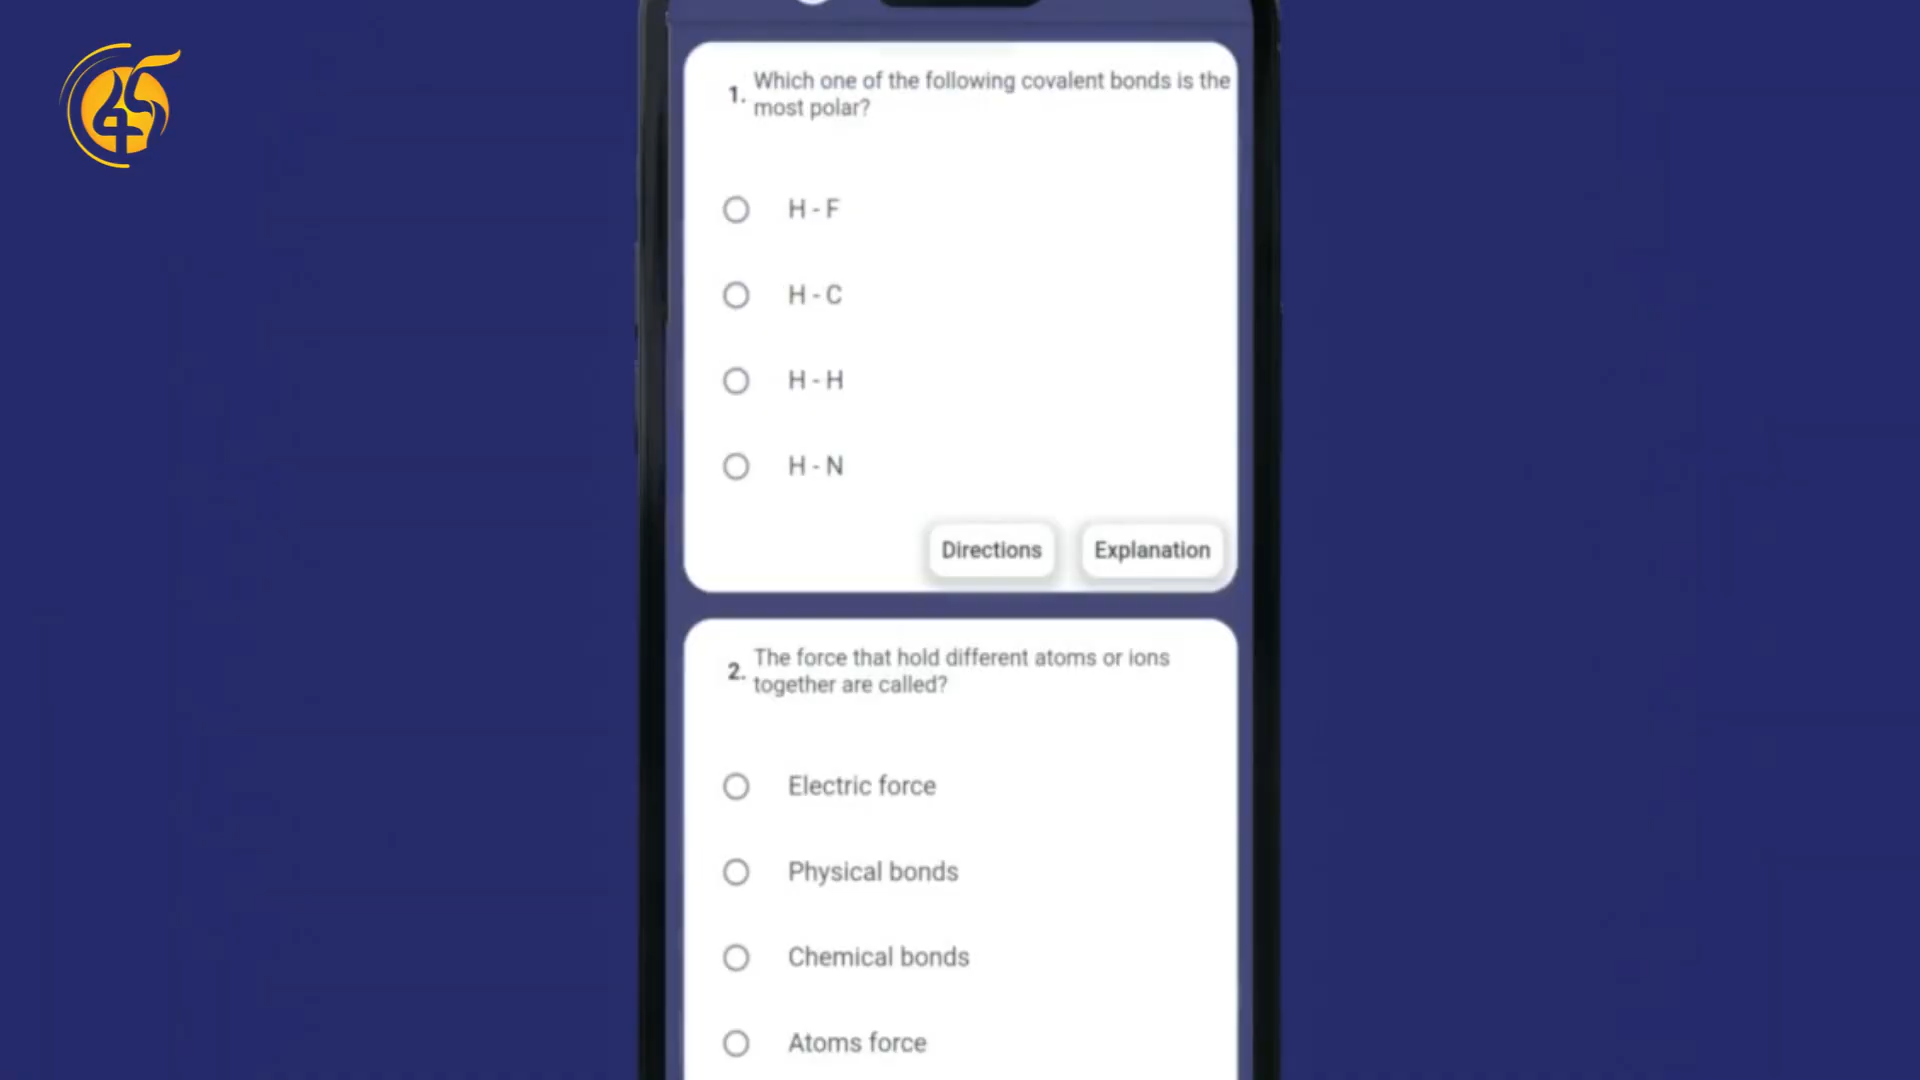 1. Which one of the following covalent bonds is the
most polar?
H - F
H - C
H - H
H - N
Directions Explanation
2. The force that hold different atoms or ions
together are called?
Electric force
Physical bonds
Chemical bonds
Atoms force